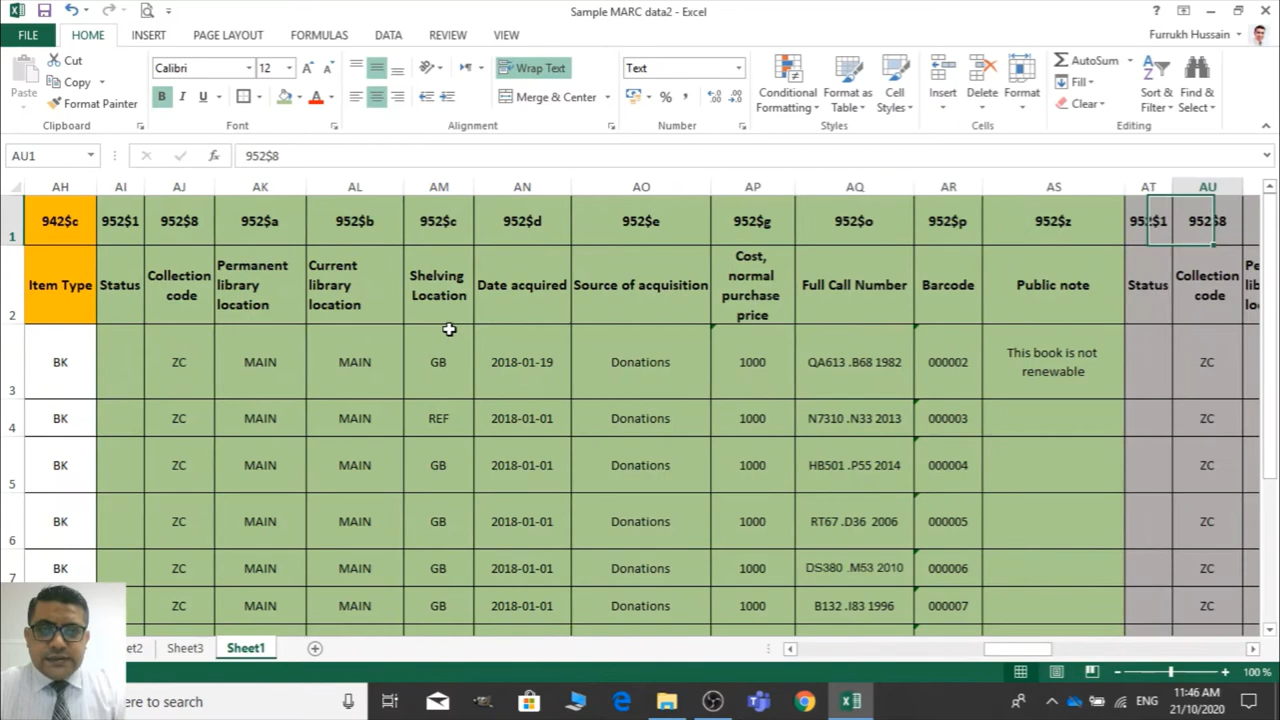 Sample MARC data2 - Excel
?
FILE HOME INSERT PAGE LAYOUT FORMULAS DATA REVIEW VIEW Furrukh Hussain
Paste
Cut
Copy
Format Painter
Clipboard
Calibri 12
B I U A
Font
Wrap Text
Merge & Center
Alignment
Text
% ,
Number
Conditional Formatting
Format as Table
Cell Styles
Styles
Insert Delete Format
Cells
AutoSum
Fill
Clear
Sort & Filter
Find & Select
Editing
AU1 fx 952$8
AH AI AJ AK AL AM AN AO AP AQ AR AS AT AU
1 942$c 952$1 952$8 952$a 952$b 952$c 952$d 952$e 952$g 952$o 952$p 952$z 952$1 952$8
2 Item Type Status Collection code Permanent library location Current library location Shelving Location Date acquired Source of acquisition Cost, normal purchase price Full Call Number Barcode Public note Status Collection code
3 BK ZC MAIN MAIN GB 2018-01-19 Donations 1000 QA613 .B68 1982 000002 This book is not renewable ZC
4 BK ZC MAIN MAIN REF 2018-01-01 Donations 1000 N7310 .N33 2013 000003 ZC
5 BK ZC MAIN MAIN GB 2018-01-01 Donations 1000 HB501 .P55 2014 000004 ZC
6 BK ZC MAIN MAIN GB 2018-01-01 Donations 1000 RT67 .D36 2006 000005 ZC
7 BK ZC MAIN MAIN GB 2018-01-01 Donations 1000 DS380 .M53 2010 000006 ZC
ZC MAIN MAIN GB 2018-01-01 Donations 1000 B132 .I83 1996 000007 ZC
Sheet3 Sheet1
100 %
to search
ENG
11:46 AM
21/10/2020